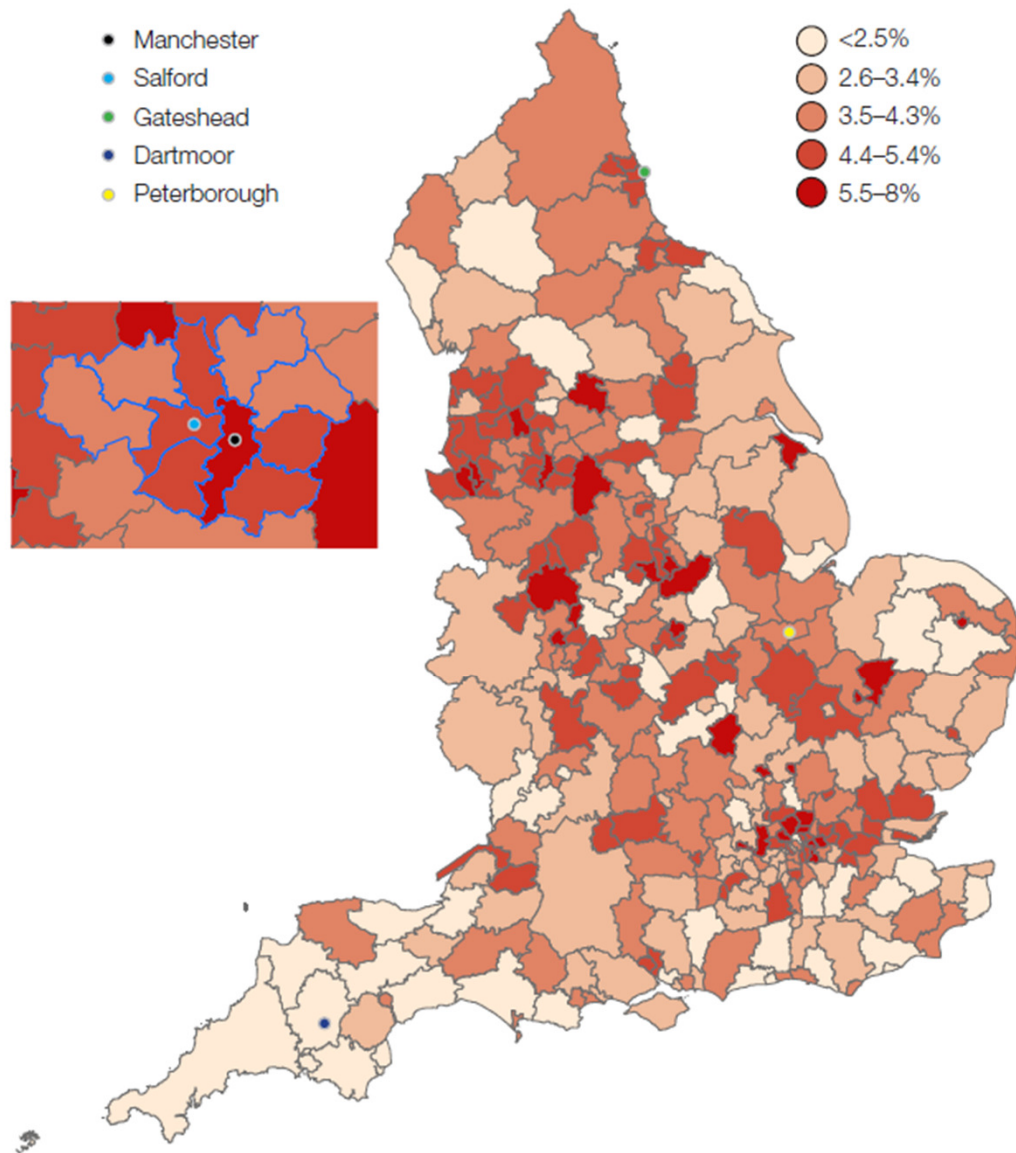 Manchester
Salford
Gateshead
Dartmoor
Peterborough
<2.5%
2.6–3.4%
3.5–4.3%
4.4–5.4%
5.5–8%